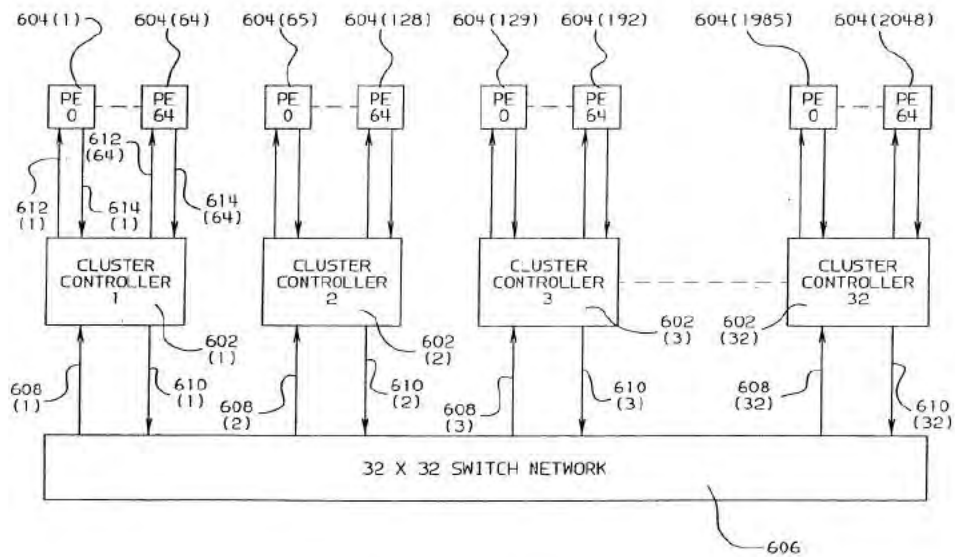 604(1) 604(64) 604(65) 604(128) 604(129) 604(192) 604(1985) 604(2048)
PE 0
PE 64
PE 0
PE 64
PE 0
PE 64
PE 0
PE 64
612 (1)
614 (1)
612 (64)
614 (64)
CLUSTER
CONTROLLER
1
CLUSTER
CONTROLLER
2
CLUSTER
CONTROLLER
3
CLUSTER
CONTROLLER
32
602 (1)
602 (2)
602 (3)
602 (32)
608 (1)
610 (1)
608 (2)
610 (2)
608 (3)
610 (3)
608 (32)
610 (32)
32 X 32 SWITCH NETWORK
606